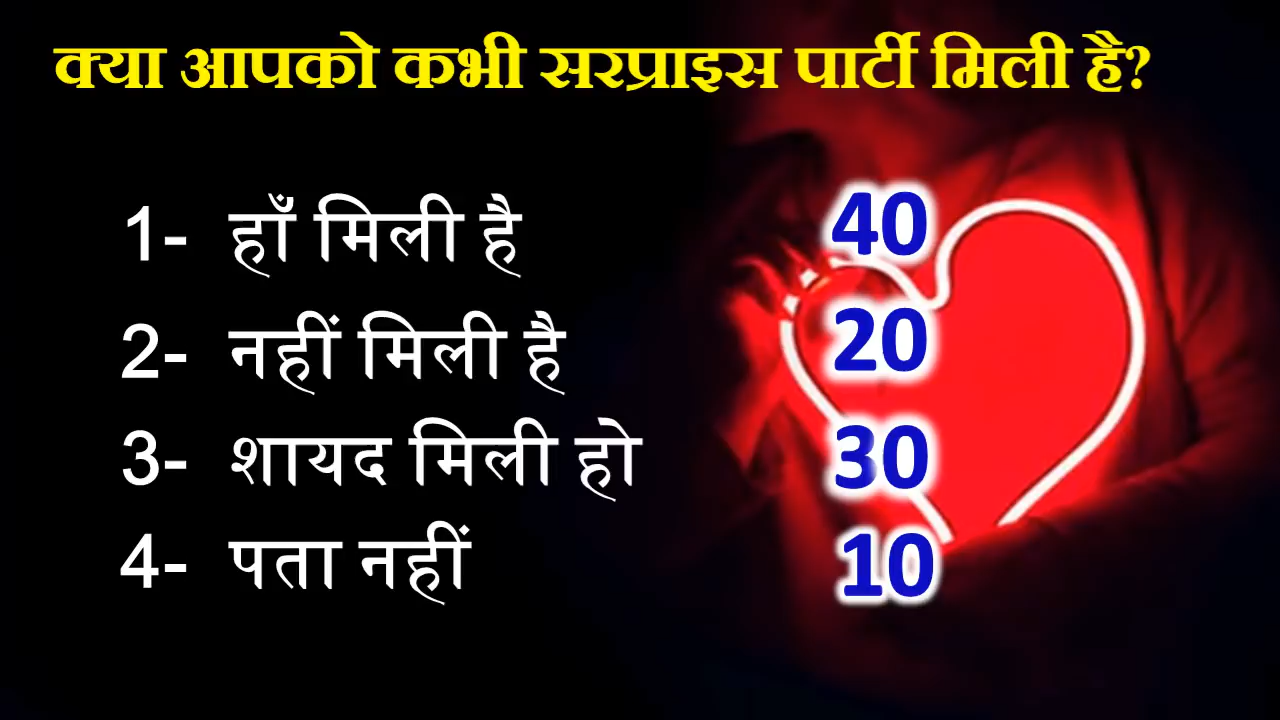 क्या आपको कभी सरप्राइस पार्टी मिली है?
1- हाँ मिली है 40
2- नहीं मिली है 20
3- शायद मिली हो 30
4- पता नहीं 10